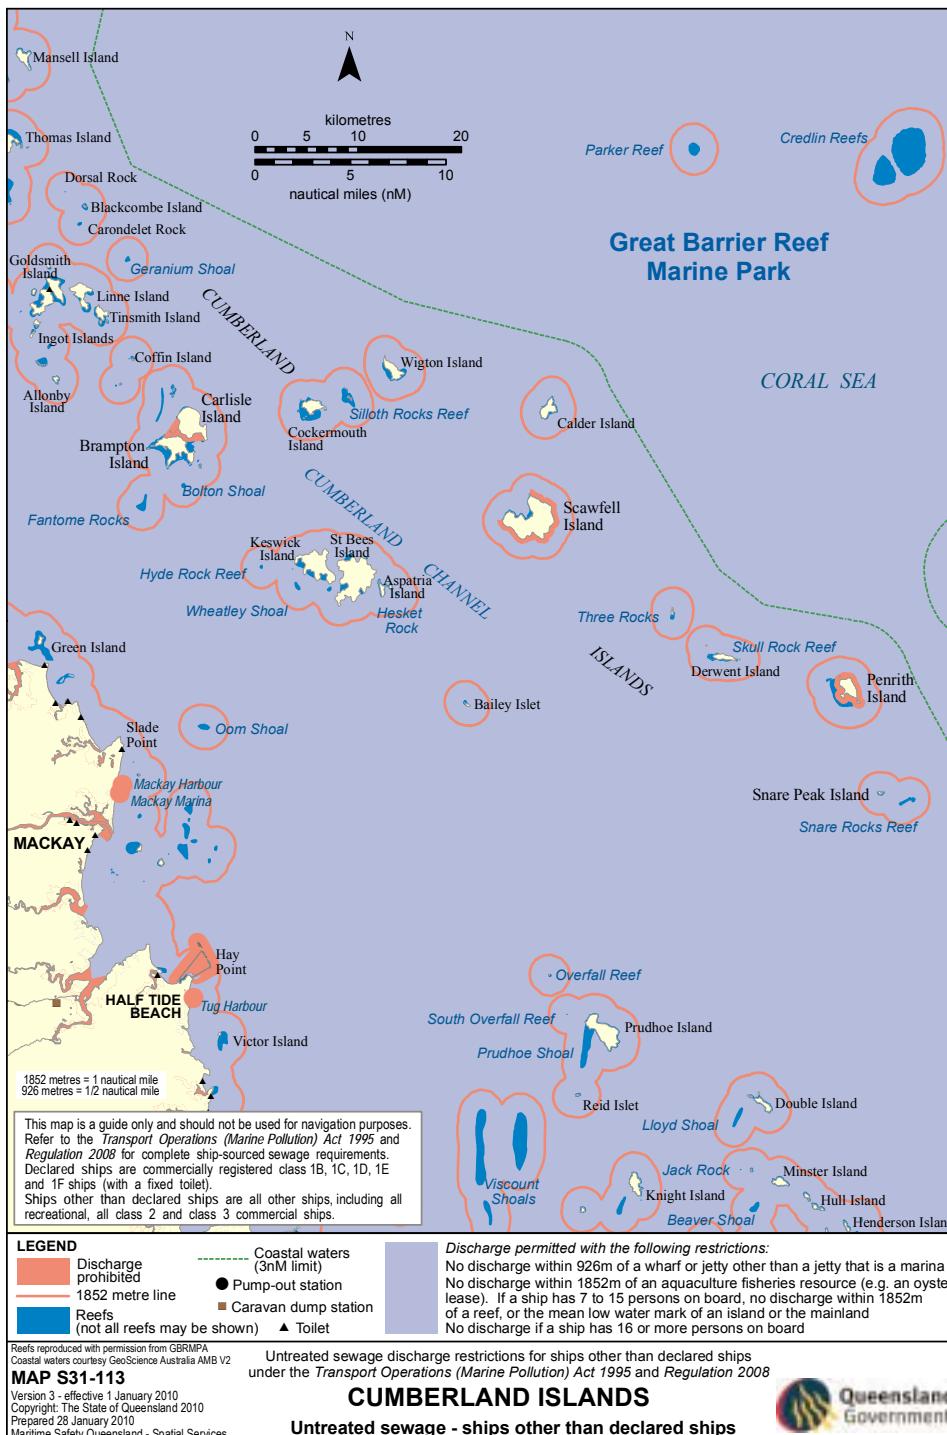 Mansell Island
N
kilometres
0 5 10 20
0 5 10
nautical miles (nM)
Thomas Island
Parker Reef
Credlin Reefs
Dorsal Rock
Blackcombe Island
Carondelet Rock
Great Barrier Reef
Marine Park
Goldsmith
Island
Geranium Shoal
Linne Island
Tinsmith Island
CUMBERLAND
Ingot Islands
Coffin Island
Wigton Island
CORAL SEA
Allonby
Island
Carlisle
Island
Silloth Rocks Reef
Cockermouth
Island
Calder Island
Brampton
Island
Bolton Shoal
Fantome Rocks
CUMBERLAND
CHANNEL
Scawfell
Island
Keswick
Island
St Bees
Island
Hyde Rock Reef
Aspatria
Island
Wheatley Shoal
Hesket
Rock
Three Rocks
Green Island
ISLANDS
Skull Rock Reef
Derwent Island
Penrith
Island
Bailey Islet
Slade
Point
Oom Shoal
Mackay Harbour
Mackay Marina
Snare Peak Island
Snare Rocks Reef
MACKAY
Hay
Point
Overfall Reef
HALF TIDE
BEACH
Tug Harbour
South Overfall Reef
Prudhoe Island
Victor Island
Prudhoe Shoal
1852 metres = 1 nautical mile
926 metres = 1/2 nautical mile
Reid Islet
Double Island
Lloyd Shoal
This map is a guide only and should not be used for navigation purposes.
Refer to the Transport Operations (Marine Pollution) Act 1995 and
Regulation 2008 for complete ship-sourced sewage requirements.
Declared ships are commercially registered class 1B, 1C, 1D, 1E
and 1F ships (with a fixed toilet).
Ships other than declared ships are all other ships, including all
recreational, all class 2 and class 3 commercial ships.
Viscount
Shoals
Jack Rock
Minster Island
Knight Island
Hull Island
Beaver Shoal
Henderson Islan
LEGEND
Discharge
prohibited
1852 metre line
Reefs
(not all reefs may be shown)
Coastal waters
(3nM limit)
Pump-out station
Caravan dump station
Toilet
Discharge permitted with the following restrictions:
No discharge within 926m of a wharf or jetty other than a jetty that is a marina
No discharge within 1852m of an aquaculture fisheries resource (e.g. an oyste
lease). If a ship has 7 to 15 persons on board, no discharge within 1852m
of a reef, or the mean low water mark of an island or the mainland
No discharge if a ship has 16 or more persons on board
Reefs reproduced with permission from GBRMPA
Coastal waters courtesy GeoScience Australia AMB V2
MAP S31-113
Version 3 - effective 1 January 2010
Copyright: The State of Queensland 2010
Prepared 28 January 2010
Maritime Safety Queensland - Spatial Services
Untreated sewage discharge restrictions for ships other than declared ships
under the Transport Operations (Marine Pollution) Act 1995 and Regulation 2008
CUMBERLAND ISLANDS
Untreated sewage - ships other than declared ships
Queensland
Government